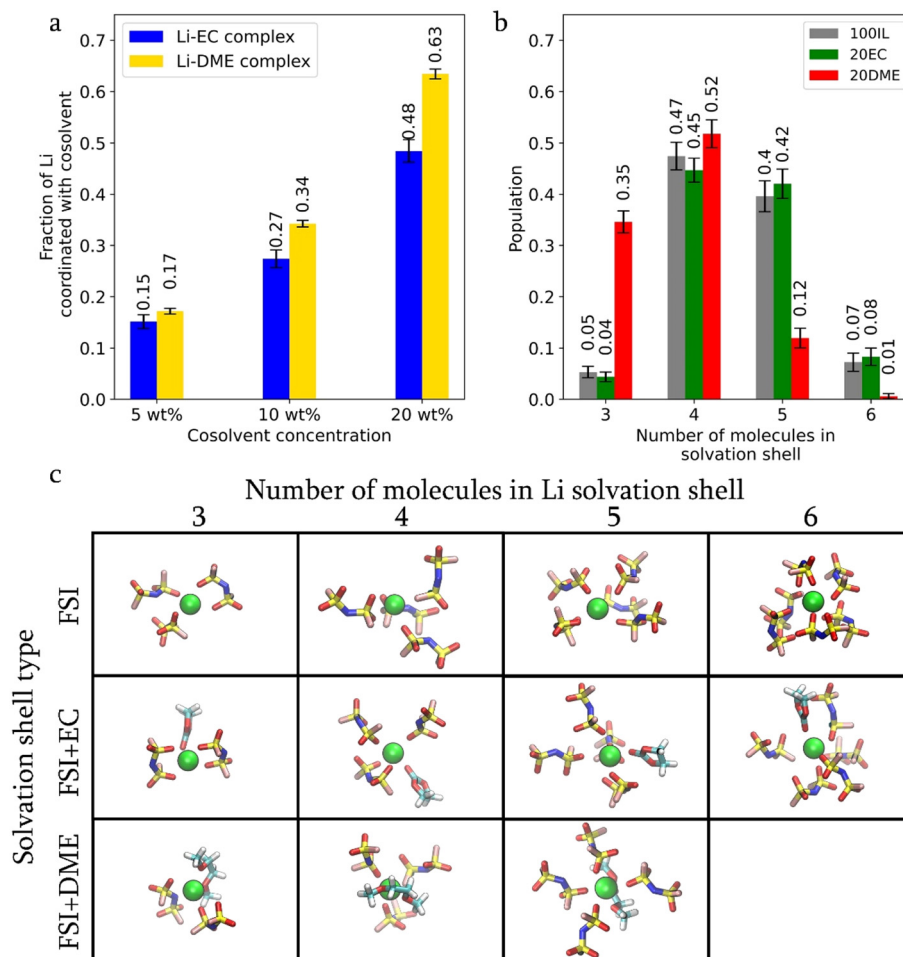 a
Fraction of Li
coordinated with cosolvent
0.7
0.6
0.5
0.4
0.3
0.2
0.1
0.0
Li-EC complex
Li-DME complex
0.15
0.17
0.27
0.34
0.48
0.63
5 wt%
10 wt%
20 wt%
Cosolvent concentration
b
Population
0.7
0.6
0.5
0.4
0.3
0.2
0.1
0.0
100IL
20EC
20DME
0.05
0.04
0.35
0.47
0.45
0.52
0.4
0.42
0.12
0.07
0.08
0.01
3
4
5
6
Number of molecules in
solvation shell
c
Number of molecules in Li solvation shell
3
4
5
6
Solvation shell type
FSI
FSI+EC
FSI+DME